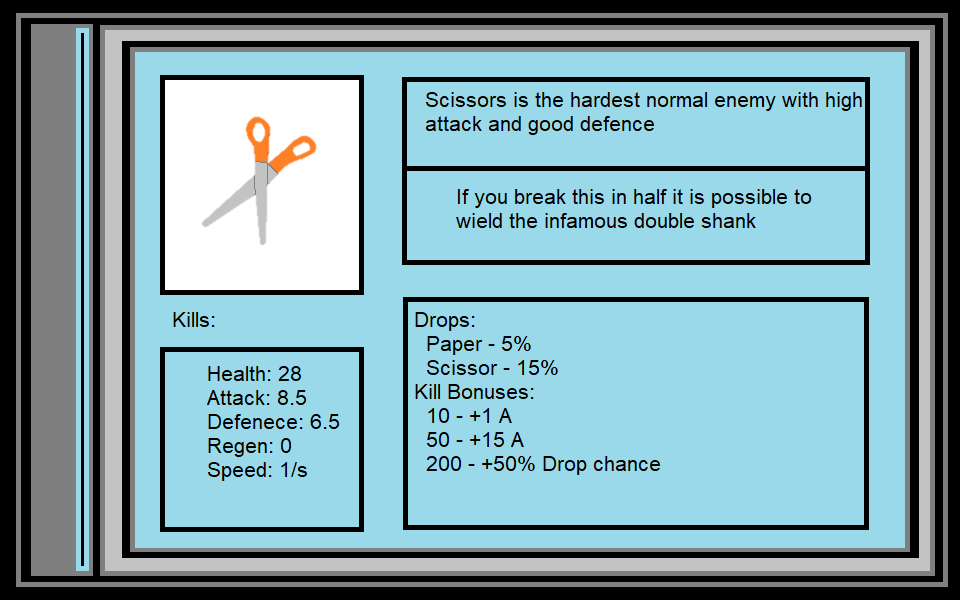 Scissors is the hardest normal enemy with high
attack and good defence
If you break this in half it is possible to
wield the infamous double shank
Kills:
Health: 28
Attack: 8.5
Defenece: 6.5
Regen: 0
Speed: 1/s
Drops:
Paper - 5%
Scissor - 15%
Kill Bonuses:
10 - +1 A
50 - +15 A
200 - +50% Drop chance